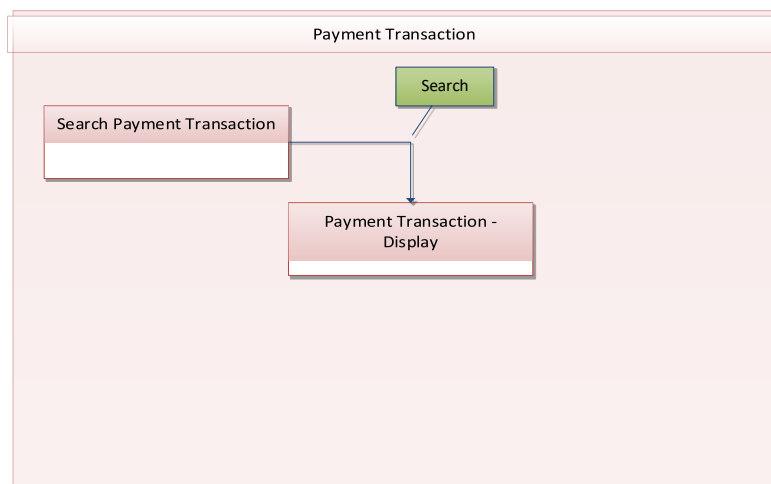 Payment Transaction
Search
Search Payment Transaction
Payment Transaction -
Display